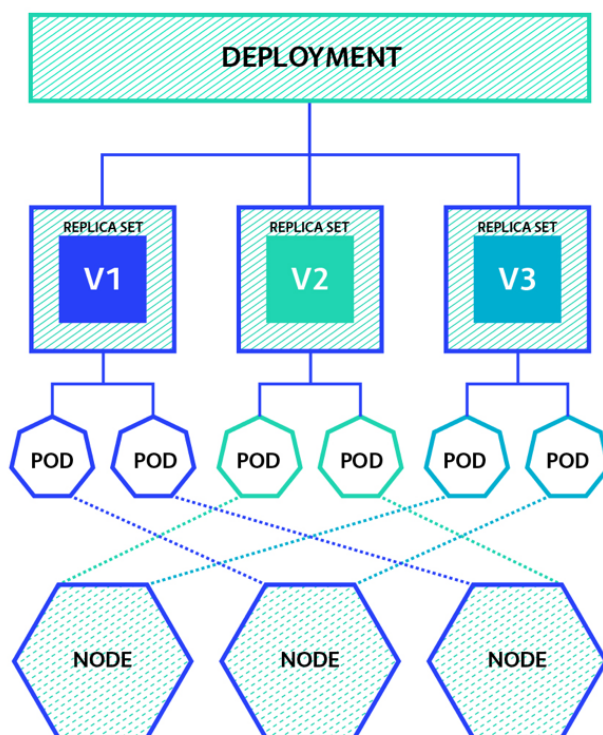 DEPLOYMENT
REPLICA SET
V1
REPLICA SET
V2
REPLICA SET
V3
POD
POD
POD
POD
POD
POD
NODE
NODE
NODE